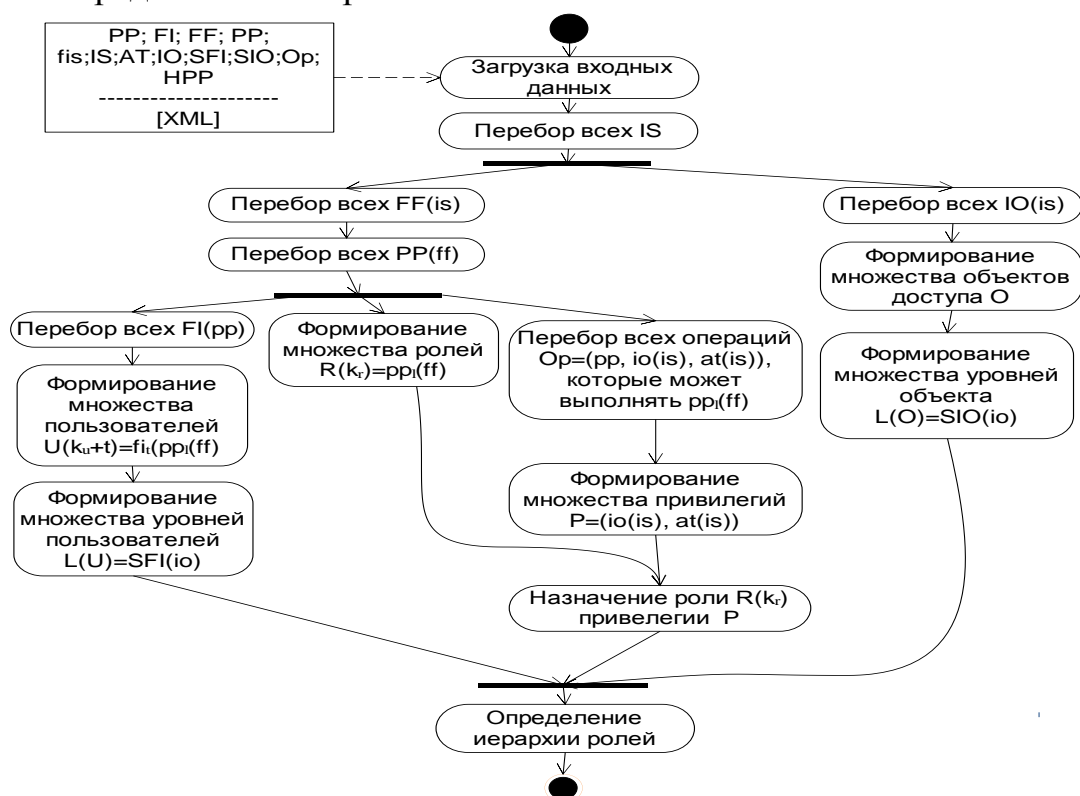 PP; FI; FF; PP;
fis;IS;AT;IO;SFI;SIO;Op;
HPP
--------------------
[XML]
Загрузка входных
данных
Перебор всех IS
Перебор всех FF(is)
Перебор всех PP(ff)
Перебор всех IO(is)
Формирование
множества объектов
доступа О
Формирование
множества уровней
объекта
L(O)=SIO(io)
Перебор всех FI(pp)
Формирование
множества
пользователей
U(kᵤ+t)=fiₜ(ppₗ(ff)
Формирование
множества уровней
пользователей
L(U)=SFI(io)
Формирование
множества ролей
R(kᵣ)=ppₗ(ff)
Перебор всех операций
Op=(pp, io(is), at(is)),
которые может
выполнять ppₗ(ff)
Формирование
множества привилегий
P=(io(is), at(is))
Назначение роли R(kᵣ)
привелегии P
Определение
иерархии ролей